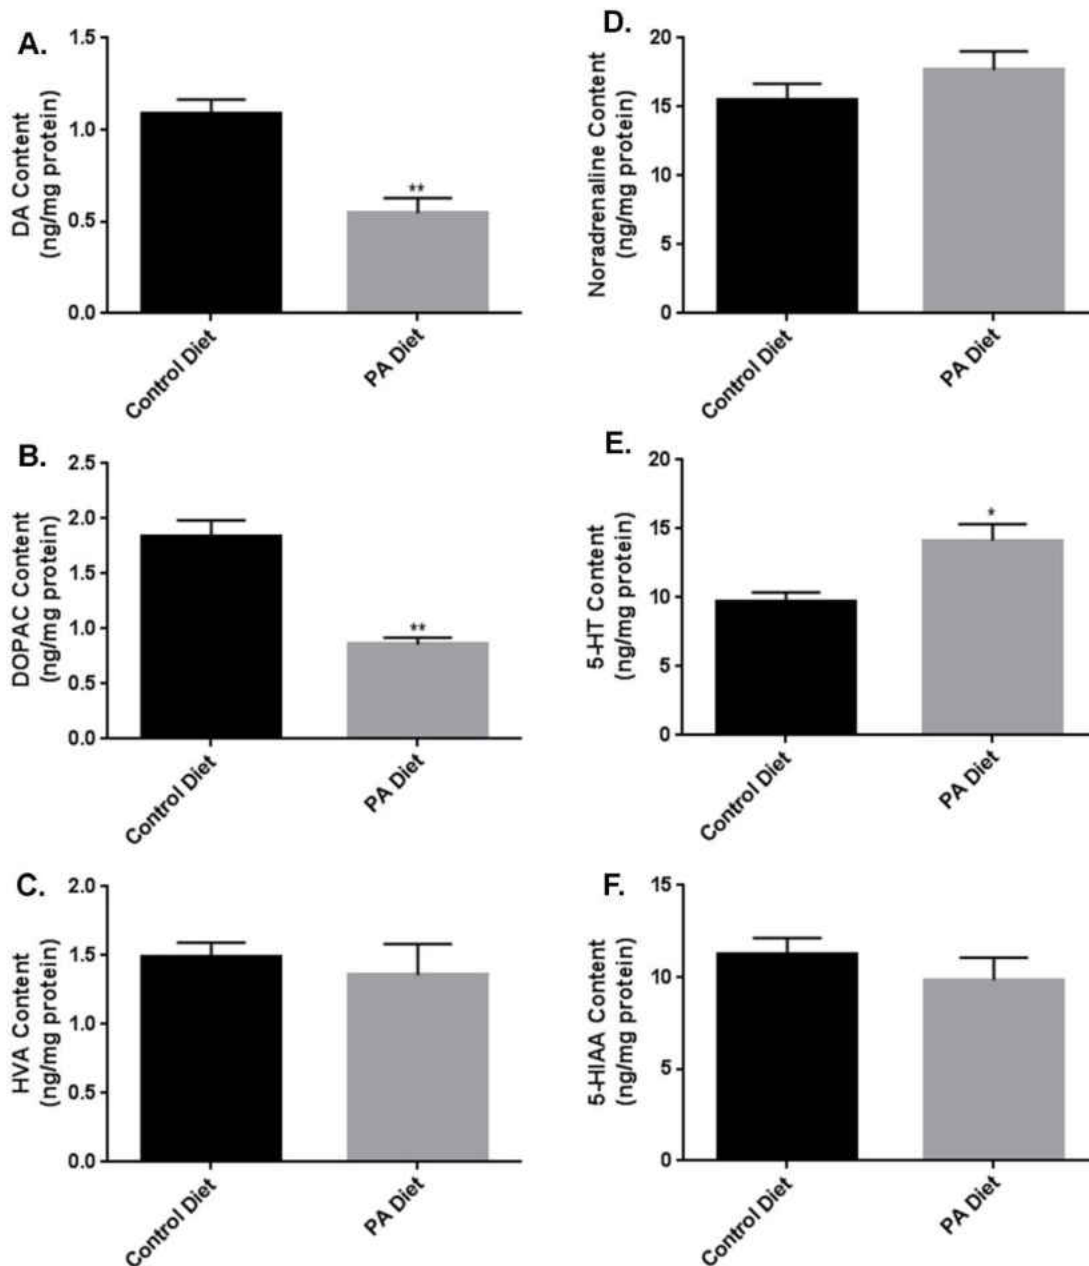 A.
DA Content
(ng/mg protein)
1.5
1.0
0.5
0.0
**
Control Diet
PA Diet
B.
DOPAC Content
(ng/mg protein)
2.5
2.0
1.5
1.0
0.5
0.0
**
Control Diet
PA Diet
C.
HVA Content
(ng/mg protein)
2.0
1.5
1.0
0.5
0.0
Control Diet
PA Diet
D.
Noradrenaline Content
(ng/mg protein)
20
15
10
5
0
Control Diet
PA Diet
E.
5-HT Content
(ng/mg protein)
20
15
10
5
0
*
Control Diet
PA Diet
F.
5-HIAA Content
(ng/mg protein)
15
10
5
0
Control Diet
PA Diet